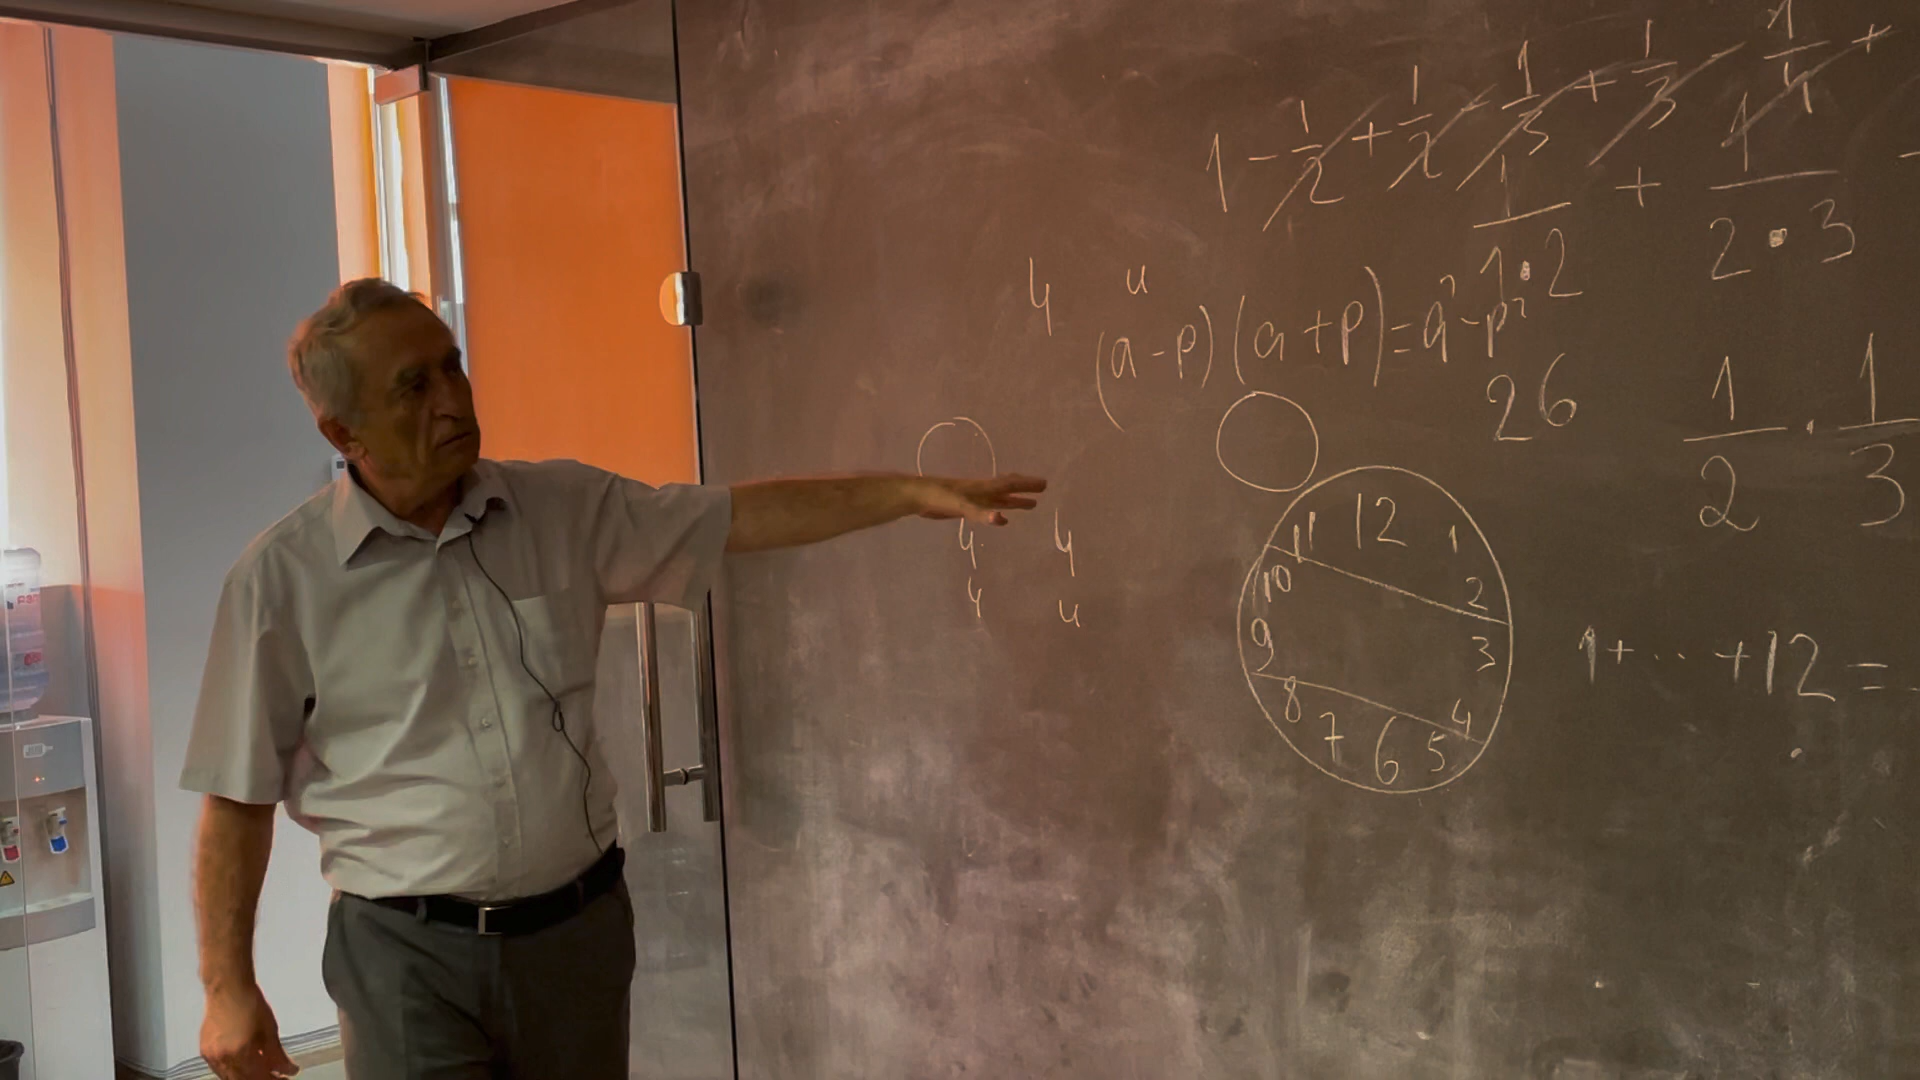 1 - 1/2 + 1/2 - 1/3 + 1/3 - 1/4 +
1/(1·2) + 1/(2·3)
4 u
(a-p)(a+p)=a²-p²
26
1/2 · 1/3
4 4
4 u
11 12 1
10 2
9 3
8 4
7 6 5
1+ ·· +12 =